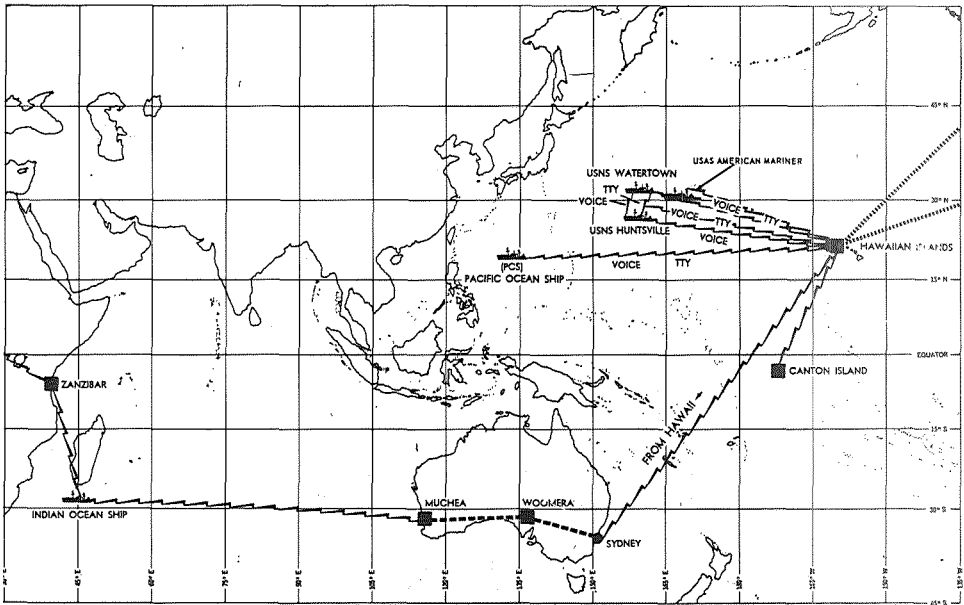 45° N
USAS AMERICAN MARINER
USNS WATERTOWN
TTY
30° N
VOICE
VOICE
TTY
VOICE
TTY
USNS HUNTSVILLE
VOICE
HAWAIIAN ISLANDS
(PCS)
PACIFIC OCEAN SHIP
VOICE
TTY
15° N
EQUATOR
CANTON ISLAND
ZANZIBAR
FROM HAWAII
15° S
MUCHEA
WOOMERA
30° S
INDIAN OCEAN SHIP
SYDNEY
45° S